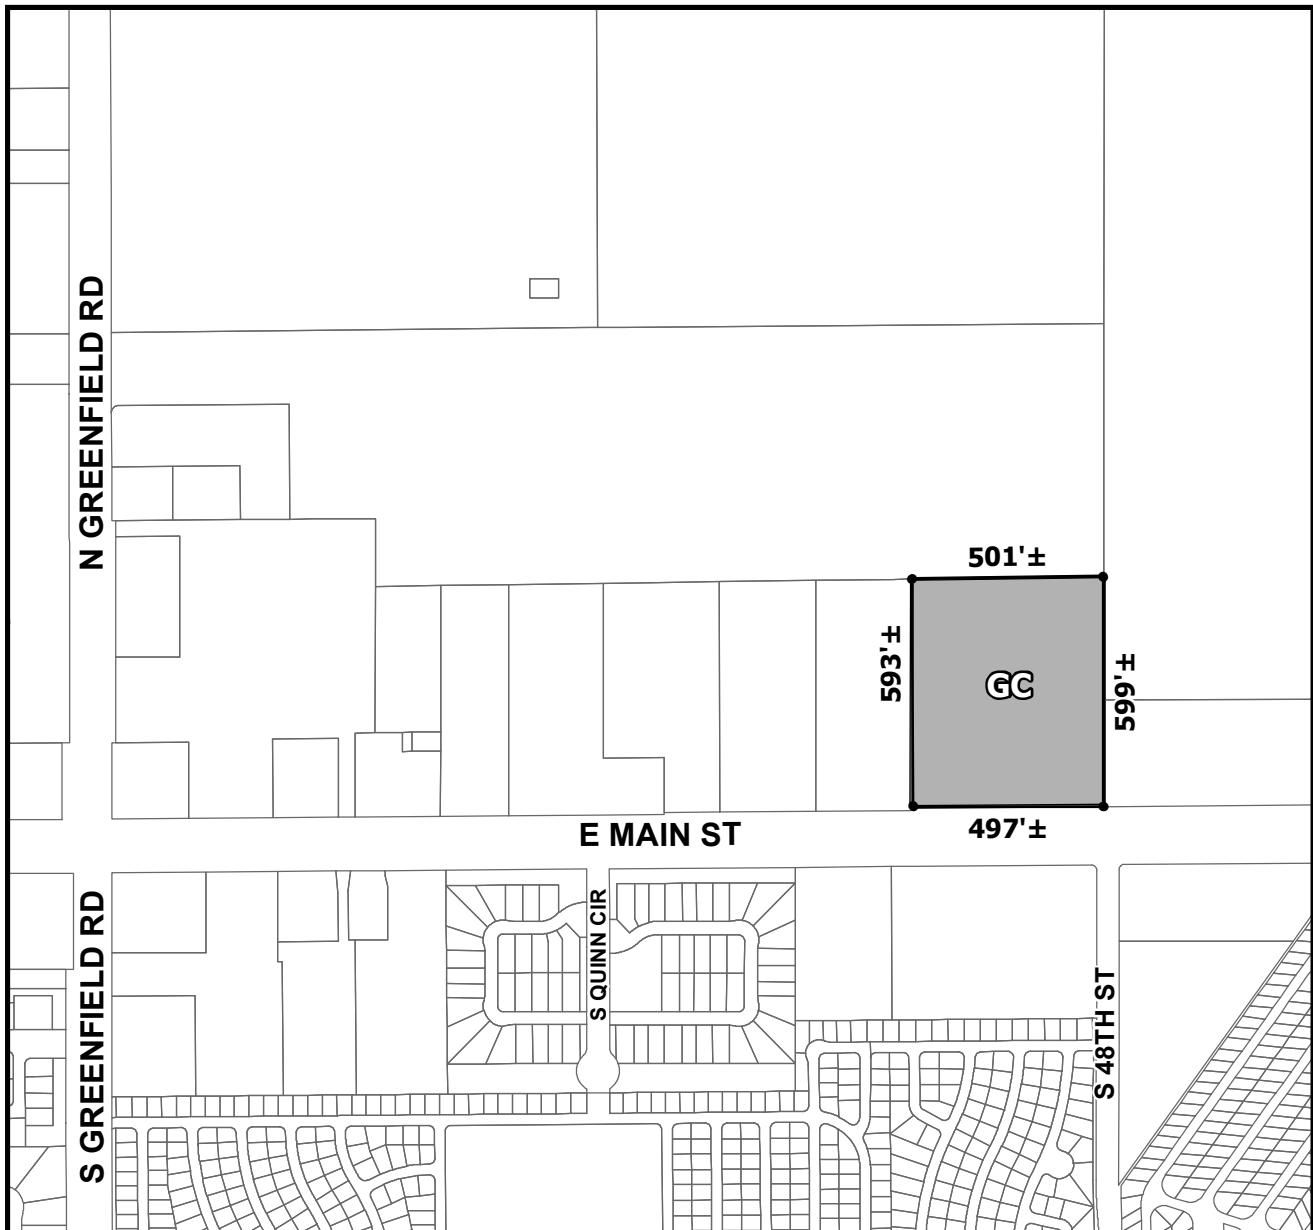 N GREENFIELD RD
501'±
593'±
GC
599'±
497'±
E MAIN ST
S QUINN CIR
S GREENFIELD RD
S 48TH ST